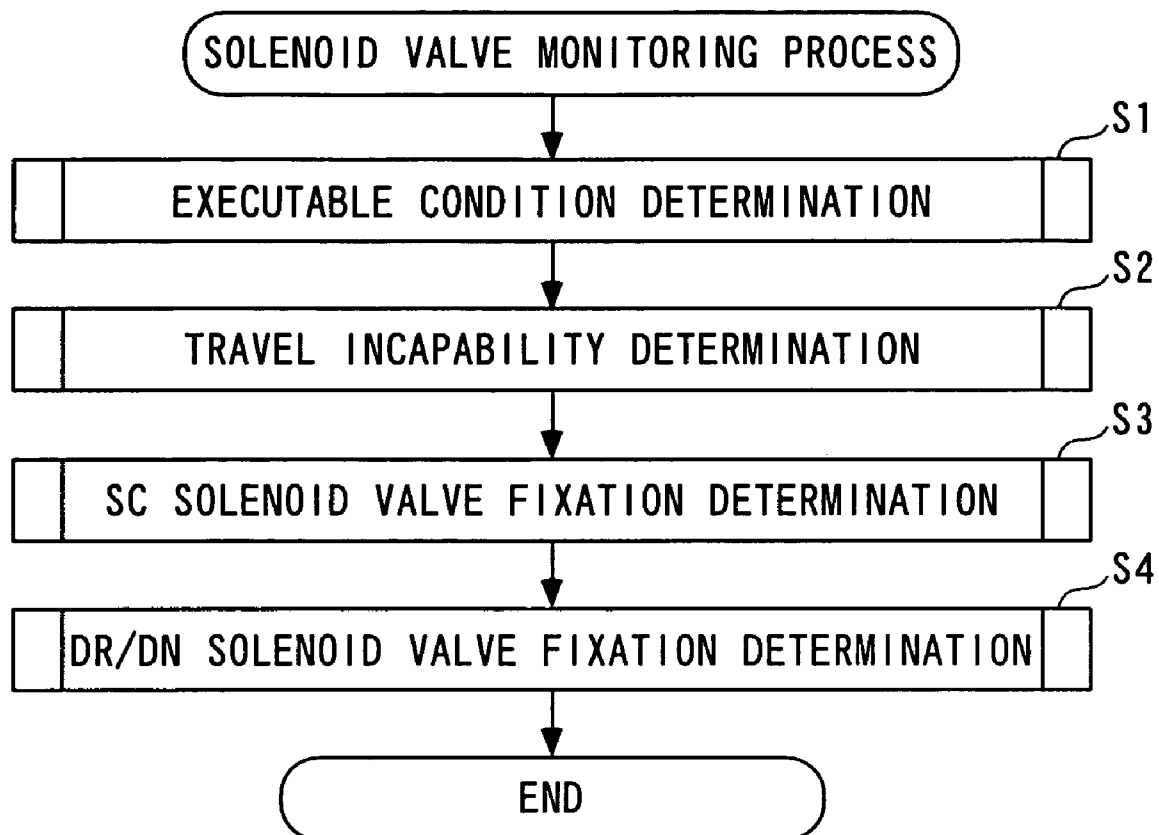 SOLENOID VALVE MONITORING PROCESS
S1
EXECUTABLE CONDITION DETERMINATION
S2
TRAVEL INCAPABILITY DETERMINATION
S3
SC SOLENOID VALVE FIXATION DETERMINATION
S4
DR/DN SOLENOID VALVE FIXATION DETERMINATION
END